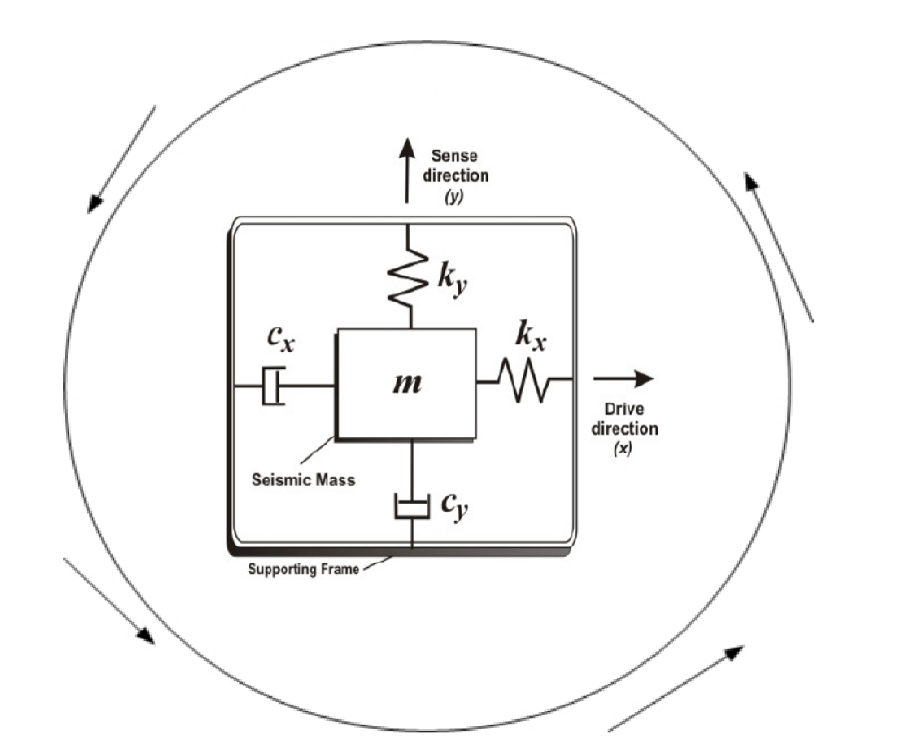 Sense
direction
(y)
k_y
c_x
k_x
m
Drive
direction
(x)
Seismic Mass
c_y
Supporting Frame